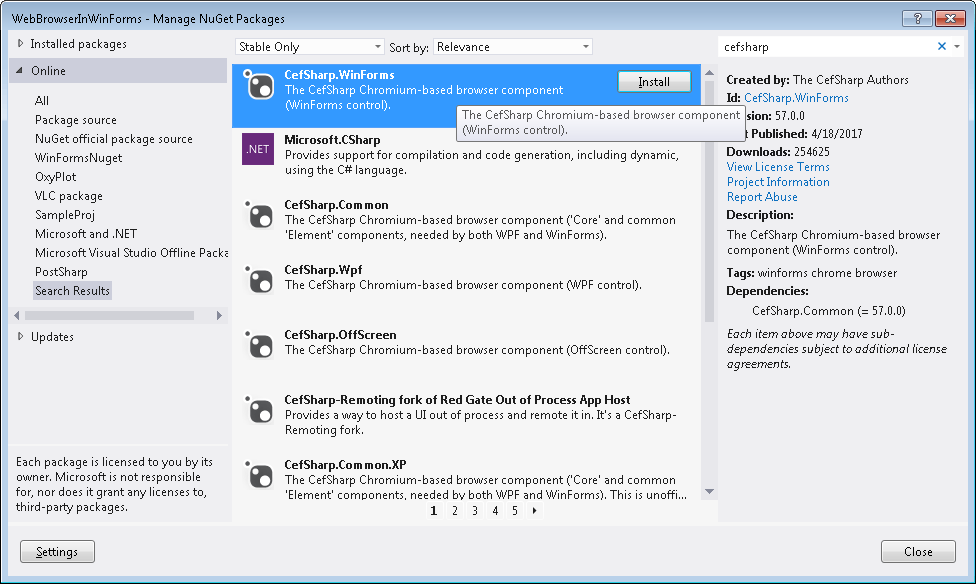 WebBrowserInWinForms - Manage NuGet Packages
Installed packages
Online
All
Package source
NuGet official package source
WinFormsNuget
OxyPlot
VLC package
SampleProj
Microsoft and .NET
Microsoft Visual Studio Offline Packa
PostSharp
Search Results
Updates
Each package is licensed to you by its
owner. Microsoft is not responsible
for, nor does it grant any licenses to,
third-party packages.
Stable Only
Sort by: Relevance
CefSharp.WinForms
The CefSharp Chromium-based browser component
(WinForms control).
Install
The CefSharp Chromium-based browser component
(WinForms control).
.NET
Microsoft.CSharp
Provides support for compilation and code generation, including dynamic,
using the C# language.
CefSharp.Common
The CefSharp Chromium-based browser component ('Core' and common
'Element' components, needed by both WPF and WinForms).
CefSharp.Wpf
The CefSharp Chromium-based browser component (WPF control).
CefSharp.OffScreen
The CefSharp Chromium-based browser component (OffScreen control).
CefSharp-Remoting fork of Red Gate Out of Process App Host
Provides a way to host a UI out of process and remote it in. It's a CefSharp-
Remoting fork.
CefSharp.Common.XP
The CefSharp Chromium-based browser component ('Core' and common
'Element' components, needed by both WPF and WinForms). This is unoffi...
1 2 3 4 5
cefsharp
Created by: The CefSharp Authors
Id: CefSharp.WinForms
sion: 57.0.0
t Published: 4/18/2017
Downloads: 254625
View License Terms
Project Information
Report Abuse
Description:
The CefSharp Chromium-based browser
component (WinForms control).
Tags: winforms chrome browser
Dependencies:
CefSharp.Common (= 57.0.0)
Each item above may have sub-
dependencies subject to additional license
agreements.
Settings
Close